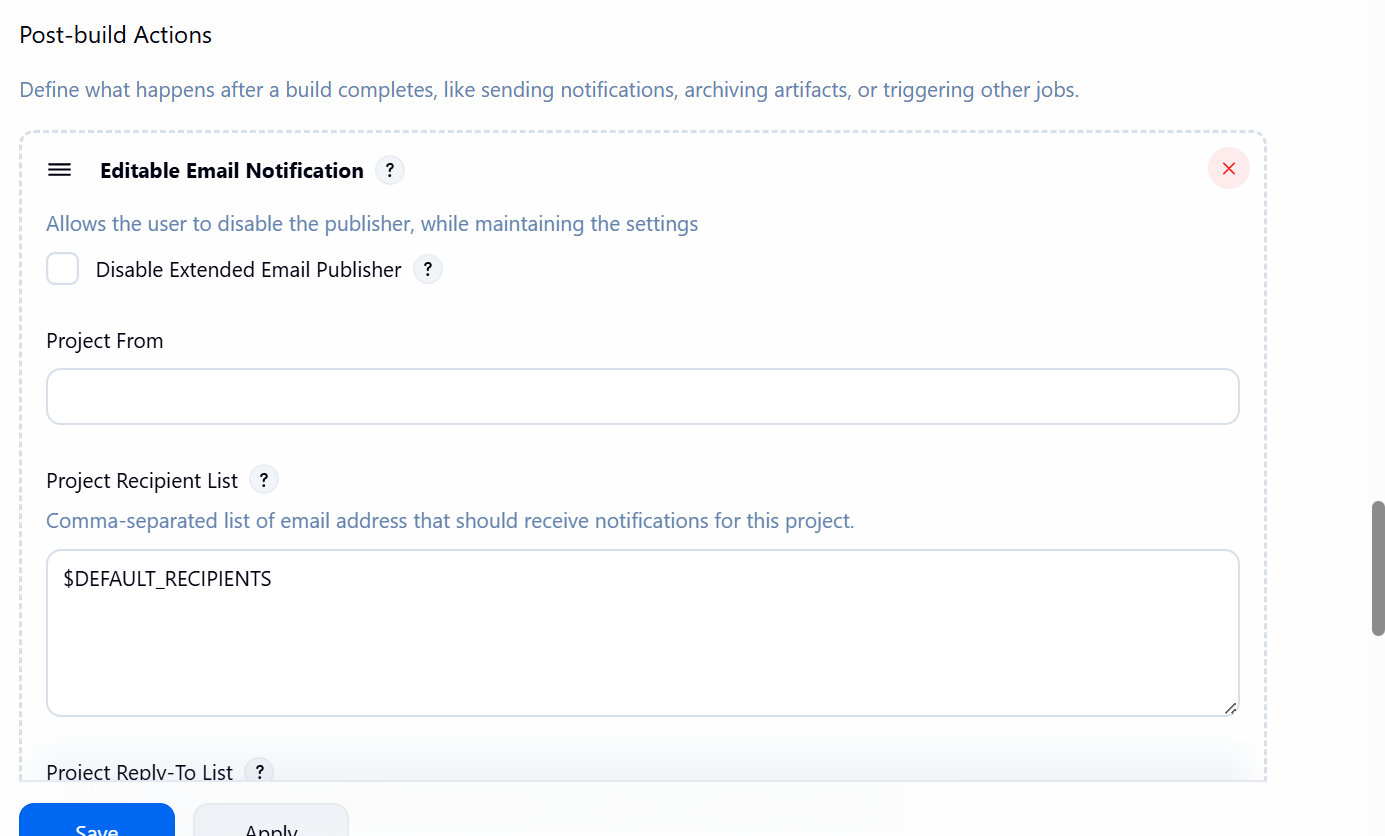 Post-build Actions
Define what happens after a build completes, like sending notifications, archiving artifacts, or triggering other jobs.
Editable Email Notification ?
Allows the user to disable the publisher, while maintaining the settings
Disable Extended Email Publisher ?
Project From
Project Recipient List ?
Comma-separated list of email address that should receive notifications for this project.
$DEFAULT_RECIPIENTS
Project Reply-To List ?
Save Apply